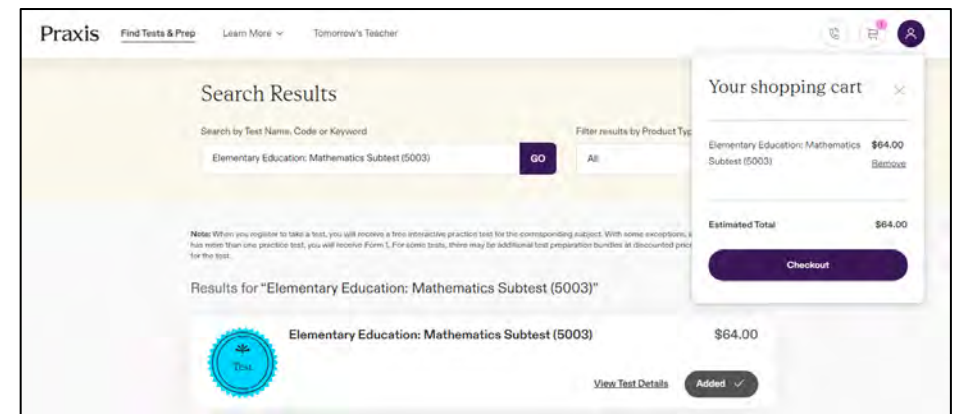 Praxis Find Tests & Prep Learn More Tomorrow's Teacher
1
Search Results
Search by Test Name, Code or Keyword
Filter results by Product Typ
Elementary Education: Mathematics Subtest (5003)
GO
All
Note: When you register to take a test, you will receive a free interactive practice test for the corresponding subject. With some exceptions,
has more than one practice test, you will receive Form 1. For some tests, there may be additional test preparation bundles at discounted pric
for the test.
Results for "Elementary Education: Mathematics Subtest (5003)"
Test
Elementary Education: Mathematics Subtest (5003)
$64.00
View Test Details
Added
Your shopping cart
Elementary Education: Mathematics $64.00
Subtest (5003) Remove
Estimated Total $64.00
Checkout